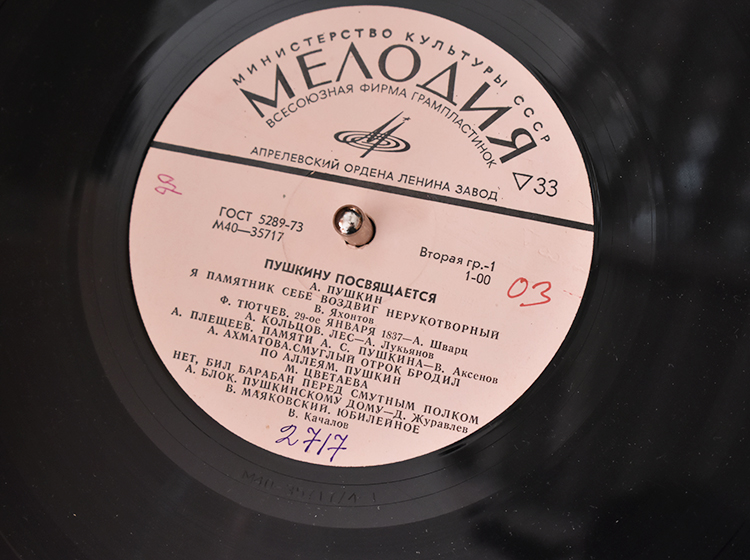 МИНИСТЕРСТВО КУЛЬТУРЫ СССР
МЕЛОДИЯ
ВСЕСОЮЗНАЯ ФИРМА ГРАМПЛАСТИНОК
АПРЕЛЕВСКИЙ ОРДЕНА ЛЕНИНА ЗАВОД
33
ГОСТ 5289-73
М40—35717
Вторая гр.-1
1-00
03
ПУШКИНУ ПОСВЯЩАЕТСЯ
А. ПУШКИН
Я ПАМЯТНИК СЕБЕ ВОЗДВИГ НЕРУКОТВОРНЫЙ
В. Яхонтов
Ф. ТЮТЧЕВ. 29-ое ЯНВАРЯ 1837—А. Шварц
А. КОЛЬЦОВ. ЛЕС—А. Лукьянов
А. ПЛЕЩЕЕВ. ПАМЯТИ А. С. ПУШКИНА—В. Аксенов
А. АХМАТОВА.СМУГЛЫЙ ОТРОК БРОДИЛ
ПО АЛЛЕЯМ. ПУШКИН
М. ЦВЕТАЕВА
НЕТ, БИЛ БАРАБАН ПЕРЕД СМУТНЫМ ПОЛКОМ
А. БЛОК. ПУШКИНСКОМУ ДОМУ—Д. Журавлев
В. МАЯКОВСКИЙ. ЮБИЛЕЙНОЕ
В. Качалов
27/7